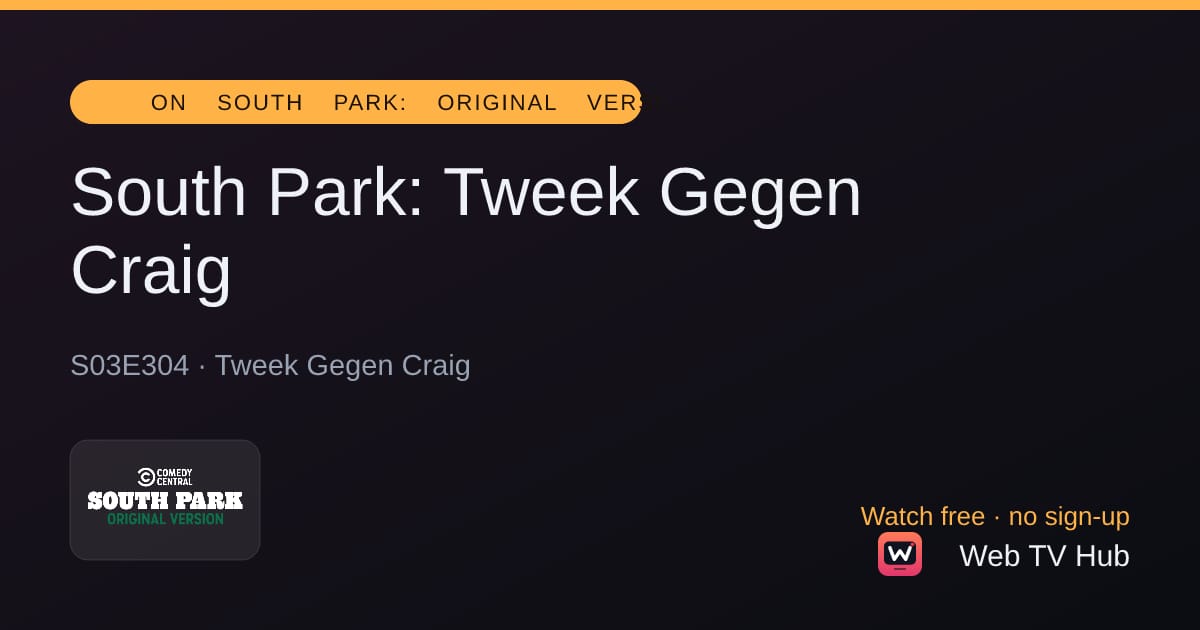 ON SOUTH PARK: ORIGINAL VERS
South Park: Tweek Gegen
Craig
S03E304 · Tweek Gegen Craig
COMEDY
CENTRAL
SOUTH PARK
ORIGINAL VERSION
Watch free · no sign-up
W
Web TV Hub